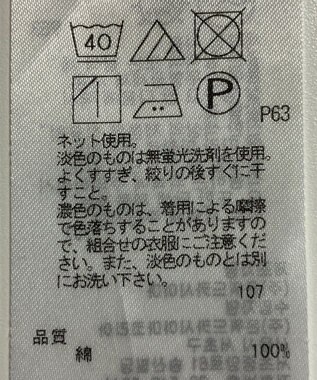 40
P
P63
ネット使用。
淡色のものは無蛍光洗剤を使用。
よくすすぎ、絞りの後すぐに干
すこと。
濃色のものは、着用による摩擦
で色落ちすることがありますの
で、組合せの衣服にご注意くだ
さい。また、淡色のものとは別
にお洗い下さい。
107
品質
綿 100%